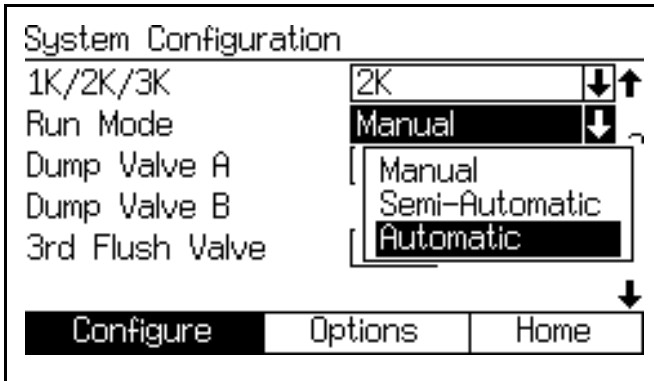 System Configuration
1K/2K/3K 2K
Run Mode Manual
Dump Valve A Manual
Dump Valve B Semi-Automatic
3rd Flush Valve Automatic
Configure Options Home